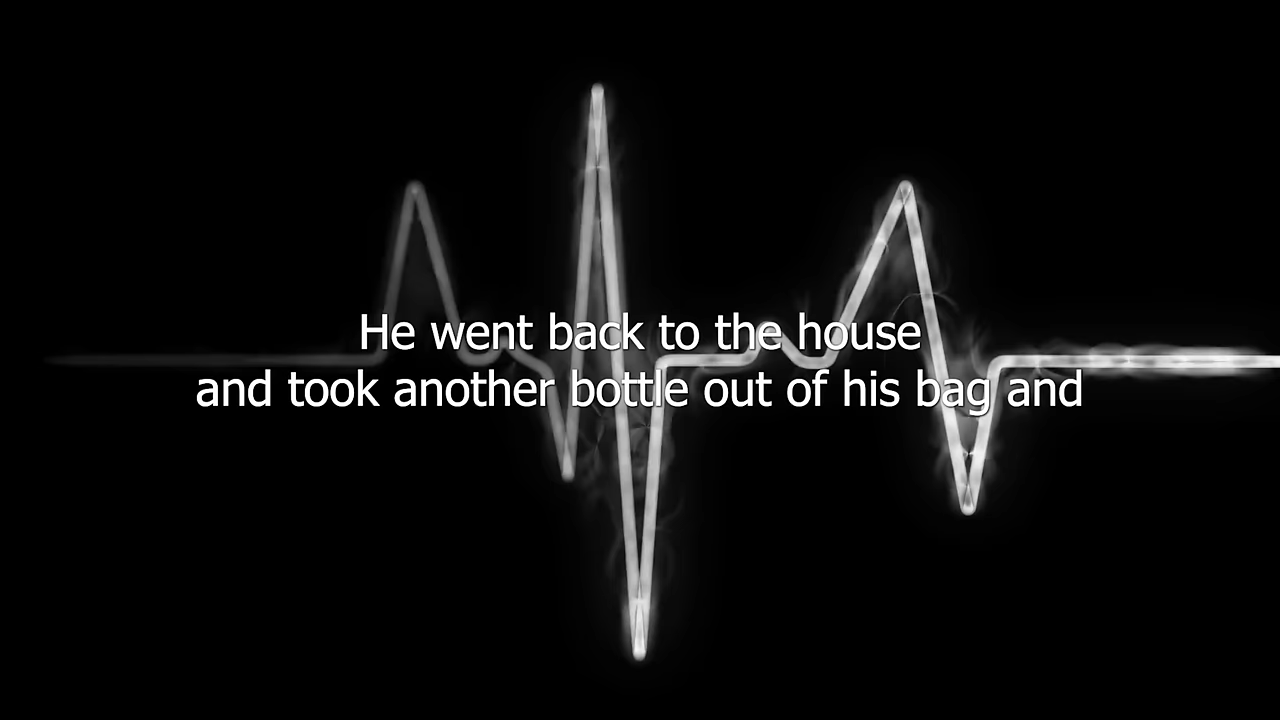 He went back to the house
and took another bottle out of his bag and